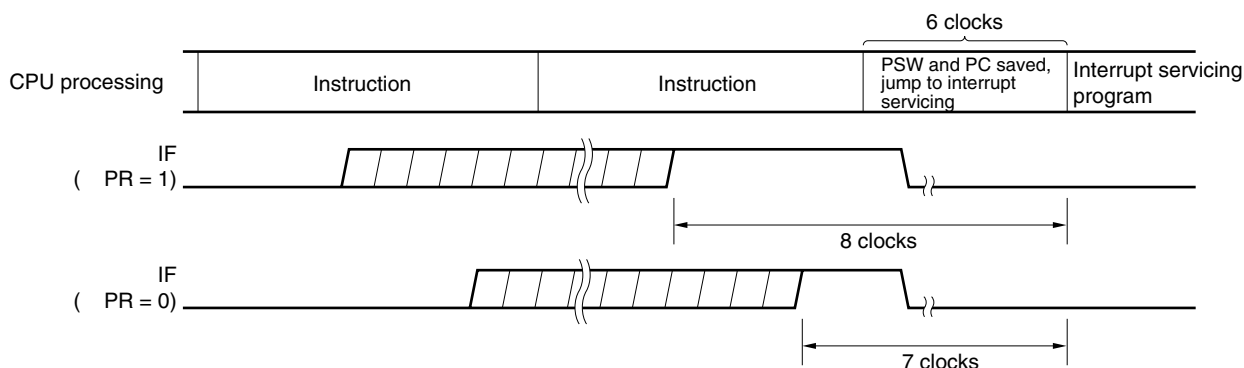 6 clocks
CPU processing
Instruction
Instruction
PSW and PC saved,
jump to interrupt
servicing
Interrupt servicing
program
IF
( PR = 1)
8 clocks
IF
( PR = 0)
7 clocks